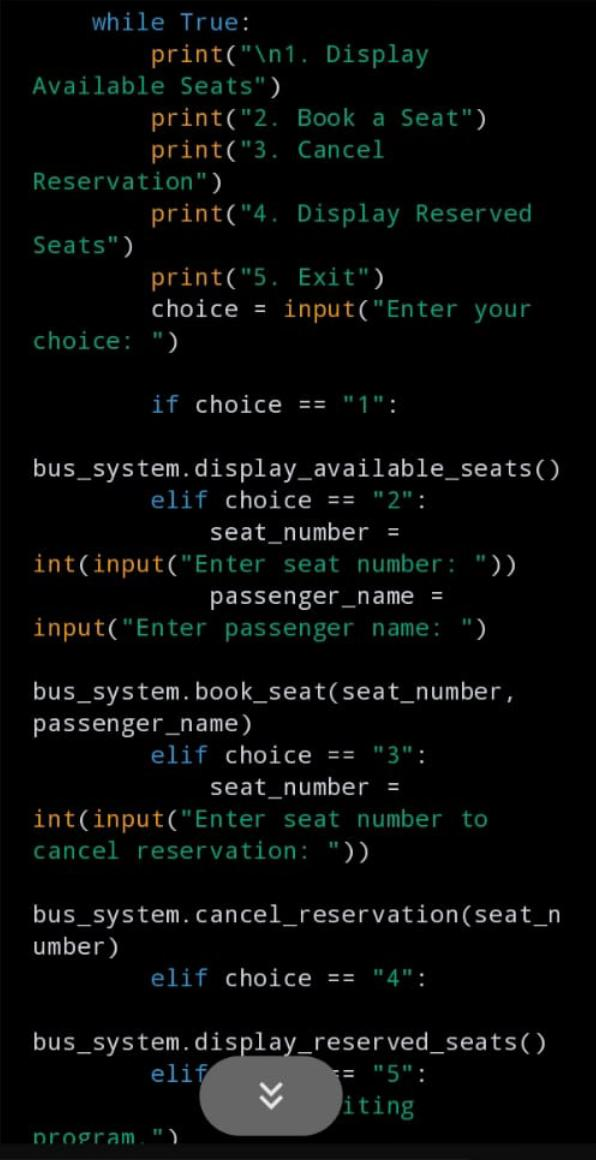 while True:
print("\n1. Display
Available Seats")
print("2. Book a Seat")
print("3. Cancel
Reservation")
print("4. Display Reserved
Seats")
print("5. Exit")
choice = input("Enter your
choice: ")
if choice == "1":
bus_system.display_available_seats()
elif choice == "2":
seat_number =
int(input("Enter seat number: "))
passenger_name =
input("Enter passenger name: ")
bus_system.book_seat(seat_number,
passenger_name)
elif choice == "3":
seat_number =
int(input("Enter seat number to
cancel reservation: "))
bus_system.cancel_reservation(seat_n
umber)
elif choice == "4":
bus_system.display_reserved_seats()
elif == "5":
iting
program.")